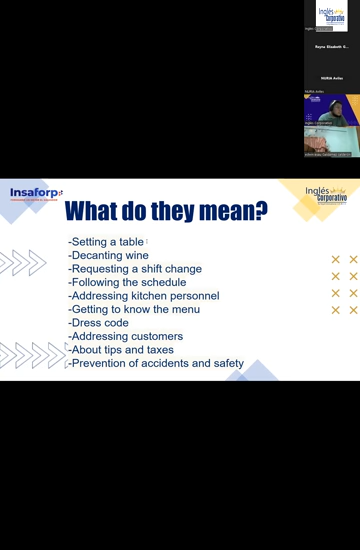 Inglés
Corporativo
Reyna Elizabeth G...
NURIA Aviles
NURIA Aviles
Insaforp
Inglés
Corporativo
What do they mean?
-Setting a table
-Decanting wine
-Requesting a shift change
-Following the schedule
-Addressing kitchen personnel
-Getting to know the menu
-Dress code
-Addressing customers
-About tips and taxes
-Prevention of accidents and safety